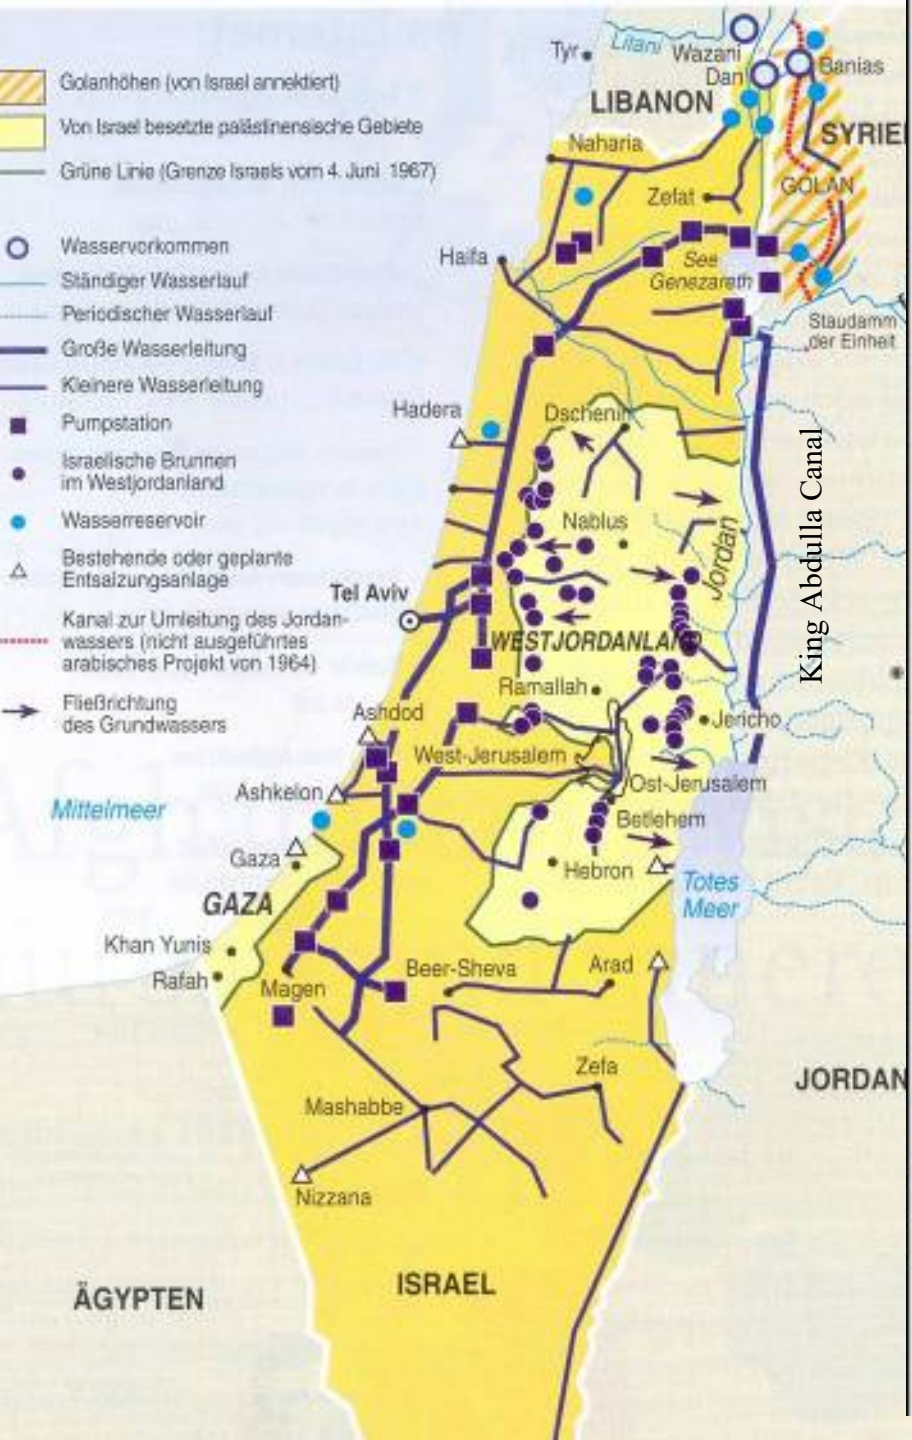 Golanhöhen (von Israel annektiert)
Von Israel besetzte palästinensische Gebiete
Grüne Linie (Grenze Israels vom 4. Juni 1967)
Wasservorkommen
Ständiger Wasserlauf
Periodischer Wasserlauf
Große Wasserleitung
Kleinere Wasserleitung
Pumpstation
Israelische Brunnen
im Westjordanland
Wasserreservoir
Bestehende oder geplante
Entsalzungsanlage
Kanal zur Umleitung des Jordan-
wassers (nicht ausgeführtes
arabisches Projekt von 1964)
Fließrichtung
des Grundwassers
Tyr
Litani
Wazani
Dan
Banias
LIBANON
SYRIE
Naharia
Zefat
GOLAN
Haifa
See
Genezareth
Staudamm
der Einheit
Hadera
Dschenin
Nablus
Jordan
King Abdulla Canal
Tel Aviv
WESTJORDANLAND
Ramallah
Jericho
Ashdod
West-Jerusalem
Ost-Jerusalem
Ashkelon
Betlehem
Mittelmeer
Gaza
Hebron
Totes
Meer
GAZA
Khan Yunis
Rafah
Magen
Beer-Sheva
Arad
Zefa
JORDAN
Mashabbe
Nizzana
ISRAEL
ÄGYPTEN